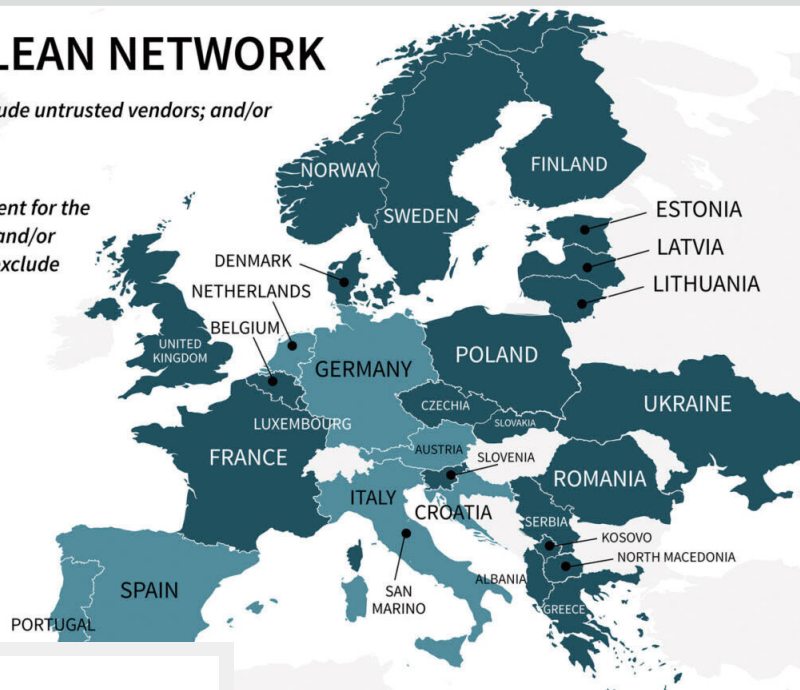 LEAN NETWORK
ude untrusted vendors; and/or
ent for the
and/or
xclude
NORWAY
FINLAND
SWEDEN
ESTONIA
LATVIA
LITHUANIA
DENMARK
NETHERLANDS
BELGIUM
UNITED
KINGDOM
GERMANY
POLAND
CZECHIA
UKRAINE
LUXEMBOURG
SLOVAKIA
FRANCE
AUSTRIA
SLOVENIA
ROMANIA
ITALY
CROATIA
SERBIA
KOSOVO
NORTH MACEDONIA
ALBANIA
SPAIN
SAN
MARINO
GREECE
PORTUGAL